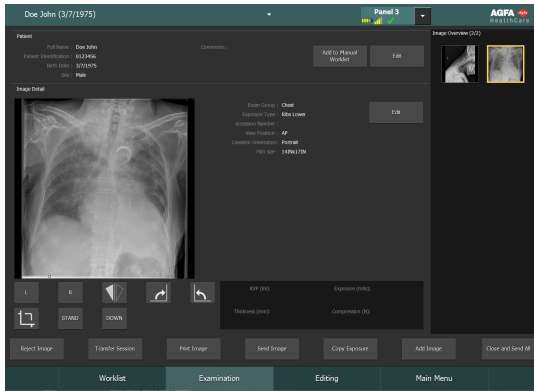 Doe John (3/7/1975)
Panel 3
AGFA
HealthCare
Patient
Full Name : Doe John
Patient Identification : 0123456
Birth Date : 3/7/1975
Sex : Male
Comments:
Add to Manual Worklist
Edit
Image Overview (2/2)
Image Detail
Exam Group : Chest
Exposure Type : Ribs Lower
Accession Number :
View Position : AP
Cassette Orientation: Portrait
Film size : 14INx17IN
Edit
L
R
STAND
DOWN
KVP (kV):
Exposure (mAs):
Thickness (mm):
Compression (N):
Reject Image
Transfer Session
Print Image
Send Image
Copy Exposure
Add Image
Close and Send All
Worklist
Examination
Editing
Main Menu